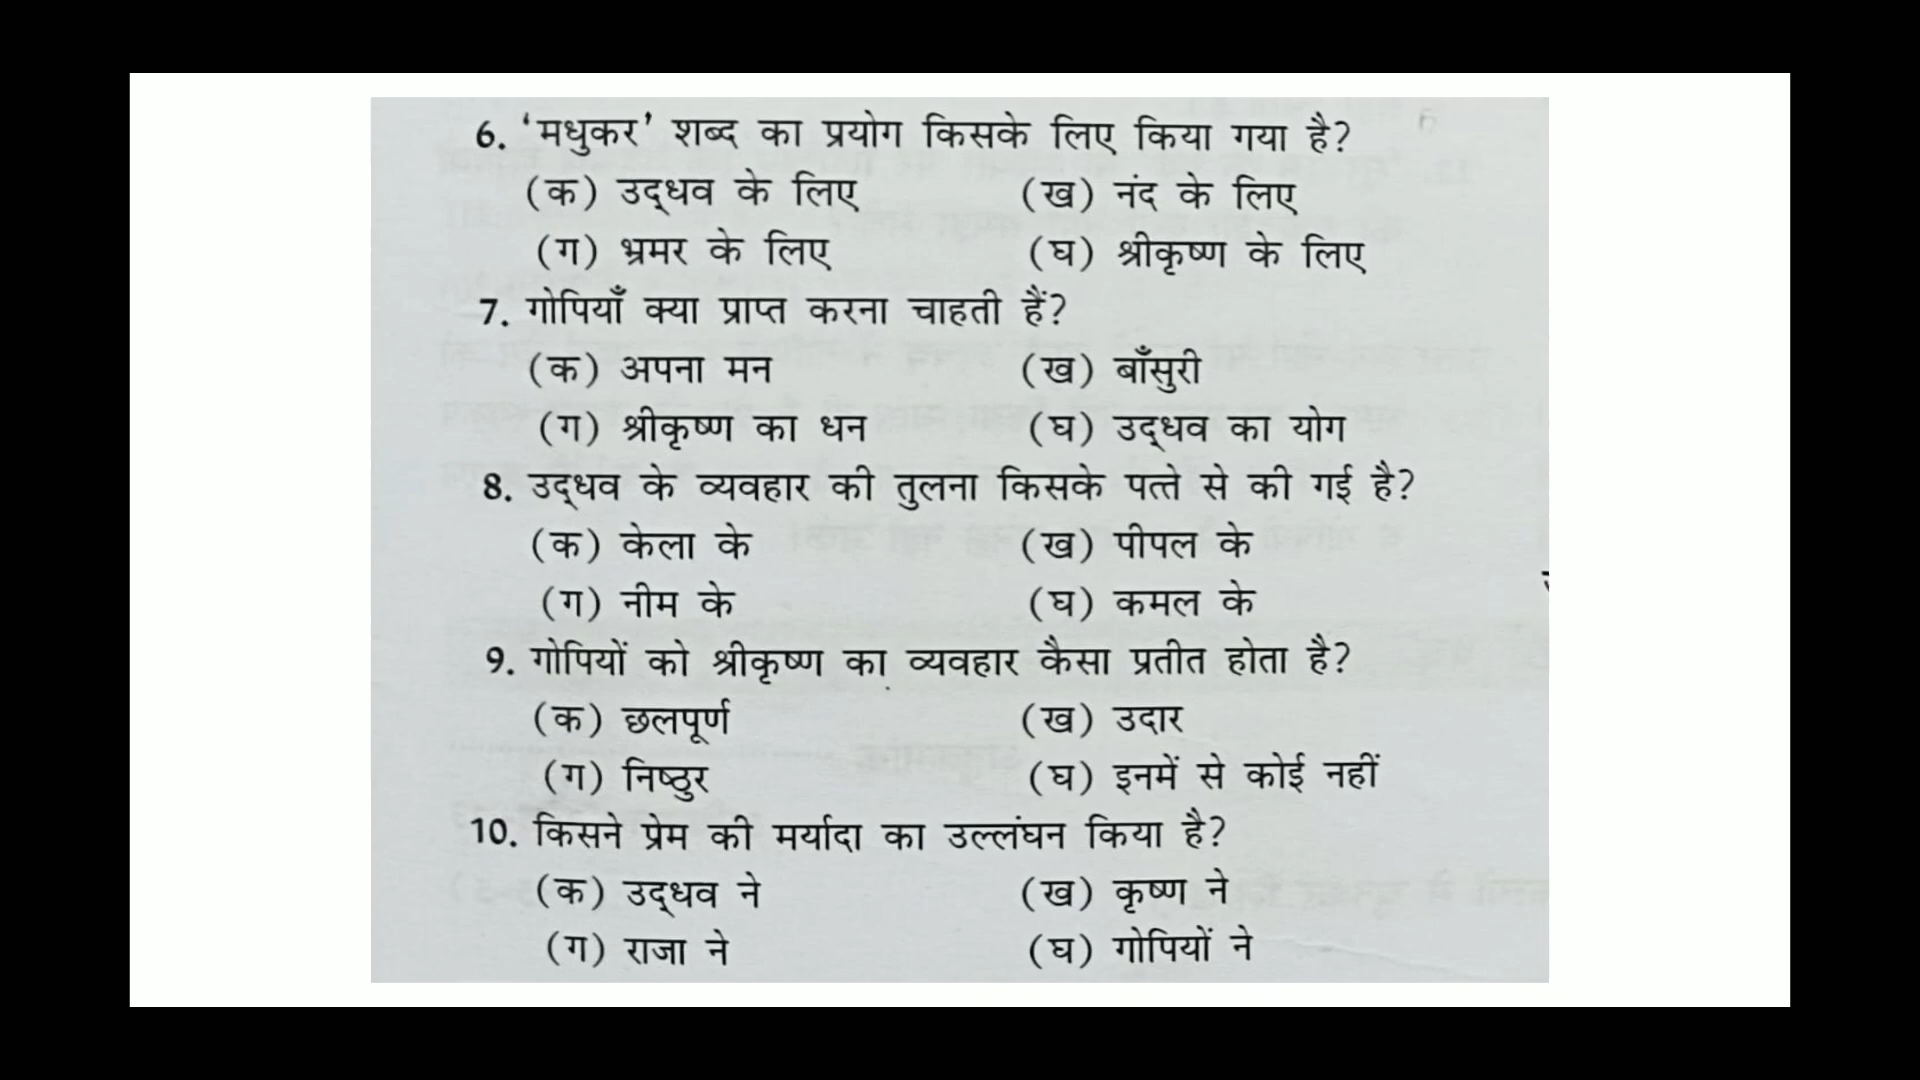 6. ‘मधुकर’ शब्द का प्रयोग किसके लिए किया गया है?
(क) उद्‌धव के लिए (ख) नंद के लिए
(ग) भ्रमर के लिए (घ) श्रीकृष्ण के लिए
7. गोपियाँ क्या प्राप्त करना चाहती हैं?
(क) अपना मन (ख) बाँसुरी
(ग) श्रीकृष्ण का धन (घ) उद्‌धव का योग
8. उद्‌धव के व्यवहार की तुलना किसके पत्ते से की गई है?
(क) केला के (ख) पीपल के
(ग) नीम के (घ) कमल के
9. गोपियों को श्रीकृष्ण का व्यवहार कैसा प्रतीत होता है?
(क) छलपूर्ण (ख) उदार
(ग) निष्ठुर (घ) इनमें से कोई नहीं
10. किसने प्रेम की मर्यादा का उल्लंघन किया है?
(क) उद्‌धव ने (ख) कृष्ण ने
(ग) राजा ने (घ) गोपियों ने